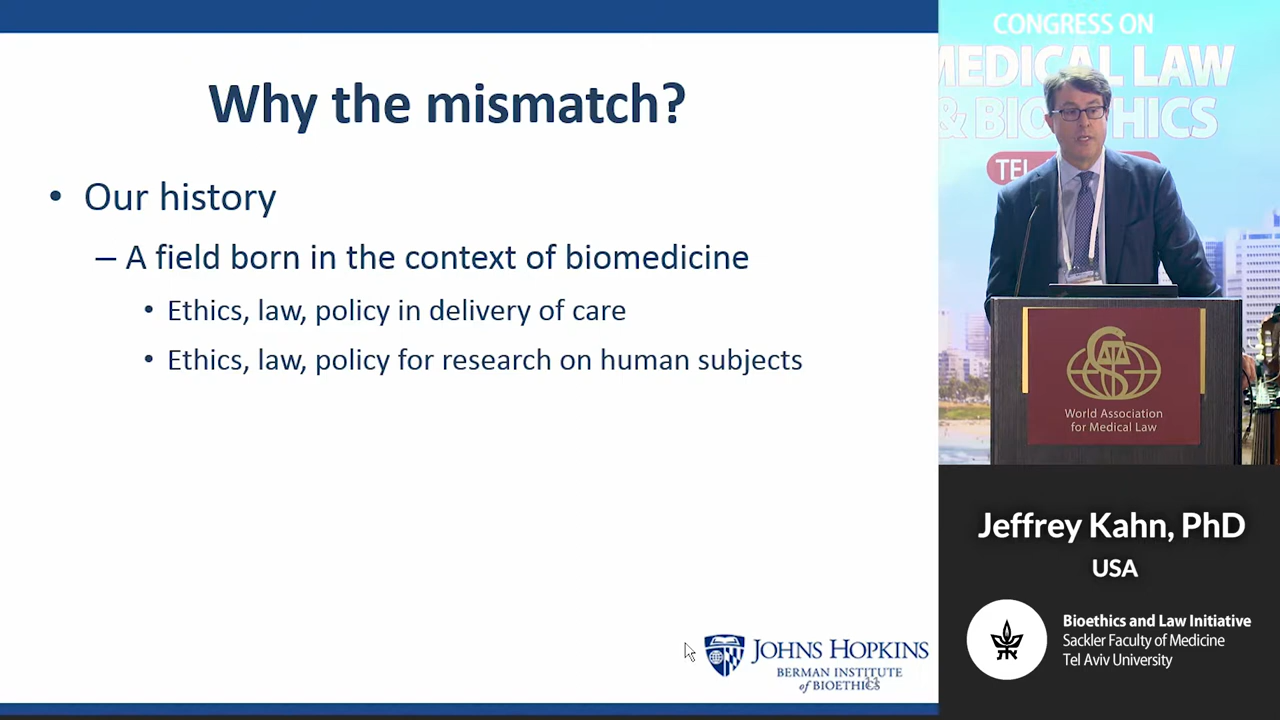 Why the mismatch?
• Our history
– A field born in the context of biomedicine
• Ethics, law, policy in delivery of care
• Ethics, law, policy for research on human subjects
JOHNS HOPKINS
BERMAN INSTITUTE
of BIOETHICS
CONGRESS ON
MEDICAL LAW
& BIO HICS
TEL
World Association
for Medical Law
Jeffrey Kahn, PhD
USA
Bioethics and Law Initiative
Sackler Faculty of Medicine
Tel Aviv University